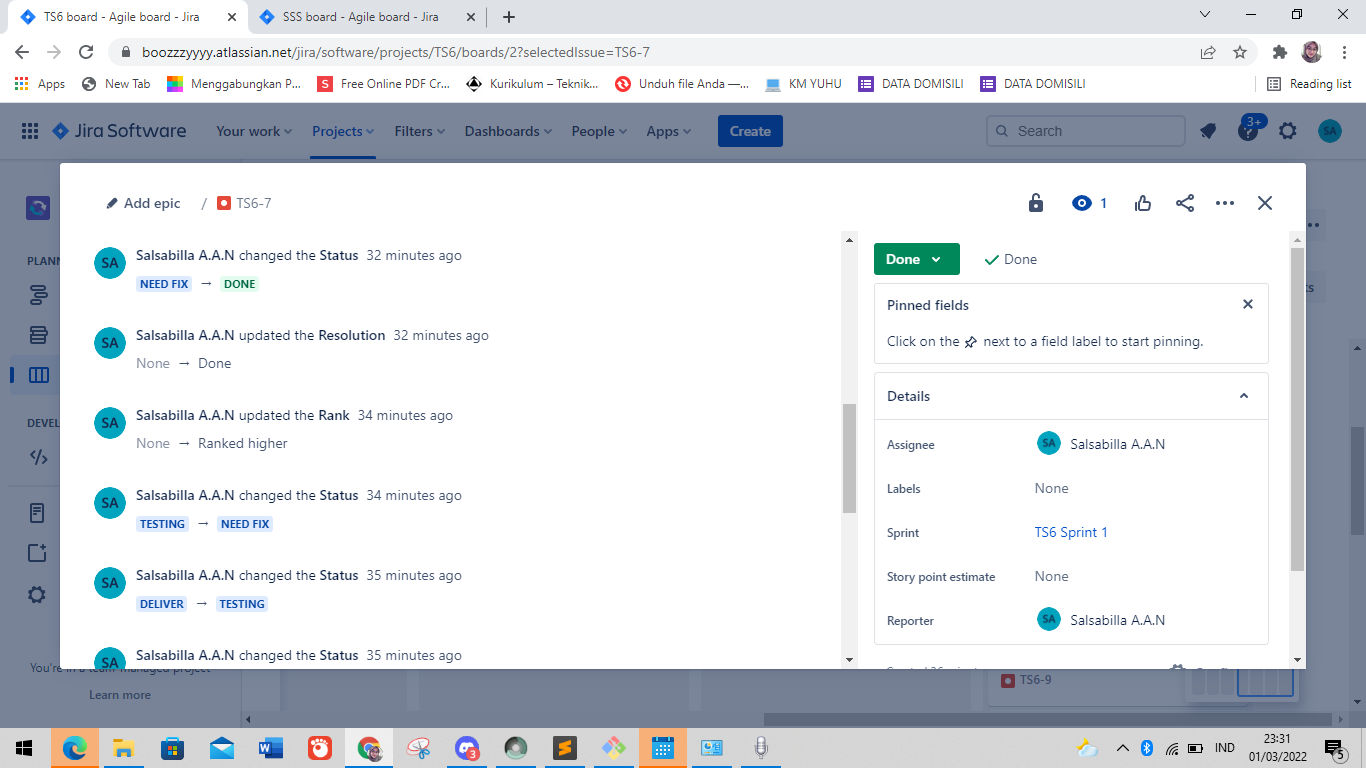 TS6 board - Agile board - Jira
SSS board - Agile board - Jira
boozzzyyyy.atlassian.net/jira/software/projects/TS6/boards/2?selectedIssue=TS6-7
Apps
New Tab
Menggabungkan P...
S
Free Online PDF Cr...
Kurikulum – Teknik...
Unduh file Anda —...
KM YUHU
DATA DOMISILI
DATA DOMISILI
Reading list
Jira Software
Your work
Projects
Filters
Dashboards
People
Apps
Create
Search
3+
SA
Add epic
/
TS6-7
1
PLANN
DEVEL
SA
Salsabilla A.A.N changed the Status 32 minutes ago
NEED FIX → DONE
SA
Salsabilla A.A.N updated the Resolution 32 minutes ago
None → Done
SA
Salsabilla A.A.N updated the Rank 34 minutes ago
None → Ranked higher
SA
Salsabilla A.A.N changed the Status 34 minutes ago
TESTING → NEED FIX
SA
Salsabilla A.A.N changed the Status 35 minutes ago
DELIVER → TESTING
SA
Salsabilla A.A.N changed the Status 35 minutes ago
Done
Done
Pinned fields
Click on the next to a field label to start pinning.
Details
Assignee
SA
Salsabilla A.A.N
Labels
None
Sprint
TS6 Sprint 1
Story point estimate
None
Reporter
SA
Salsabilla A.A.N
You're in a team-managed project
Learn more
TS6-9
3
IND
23:31
01/03/2022
5